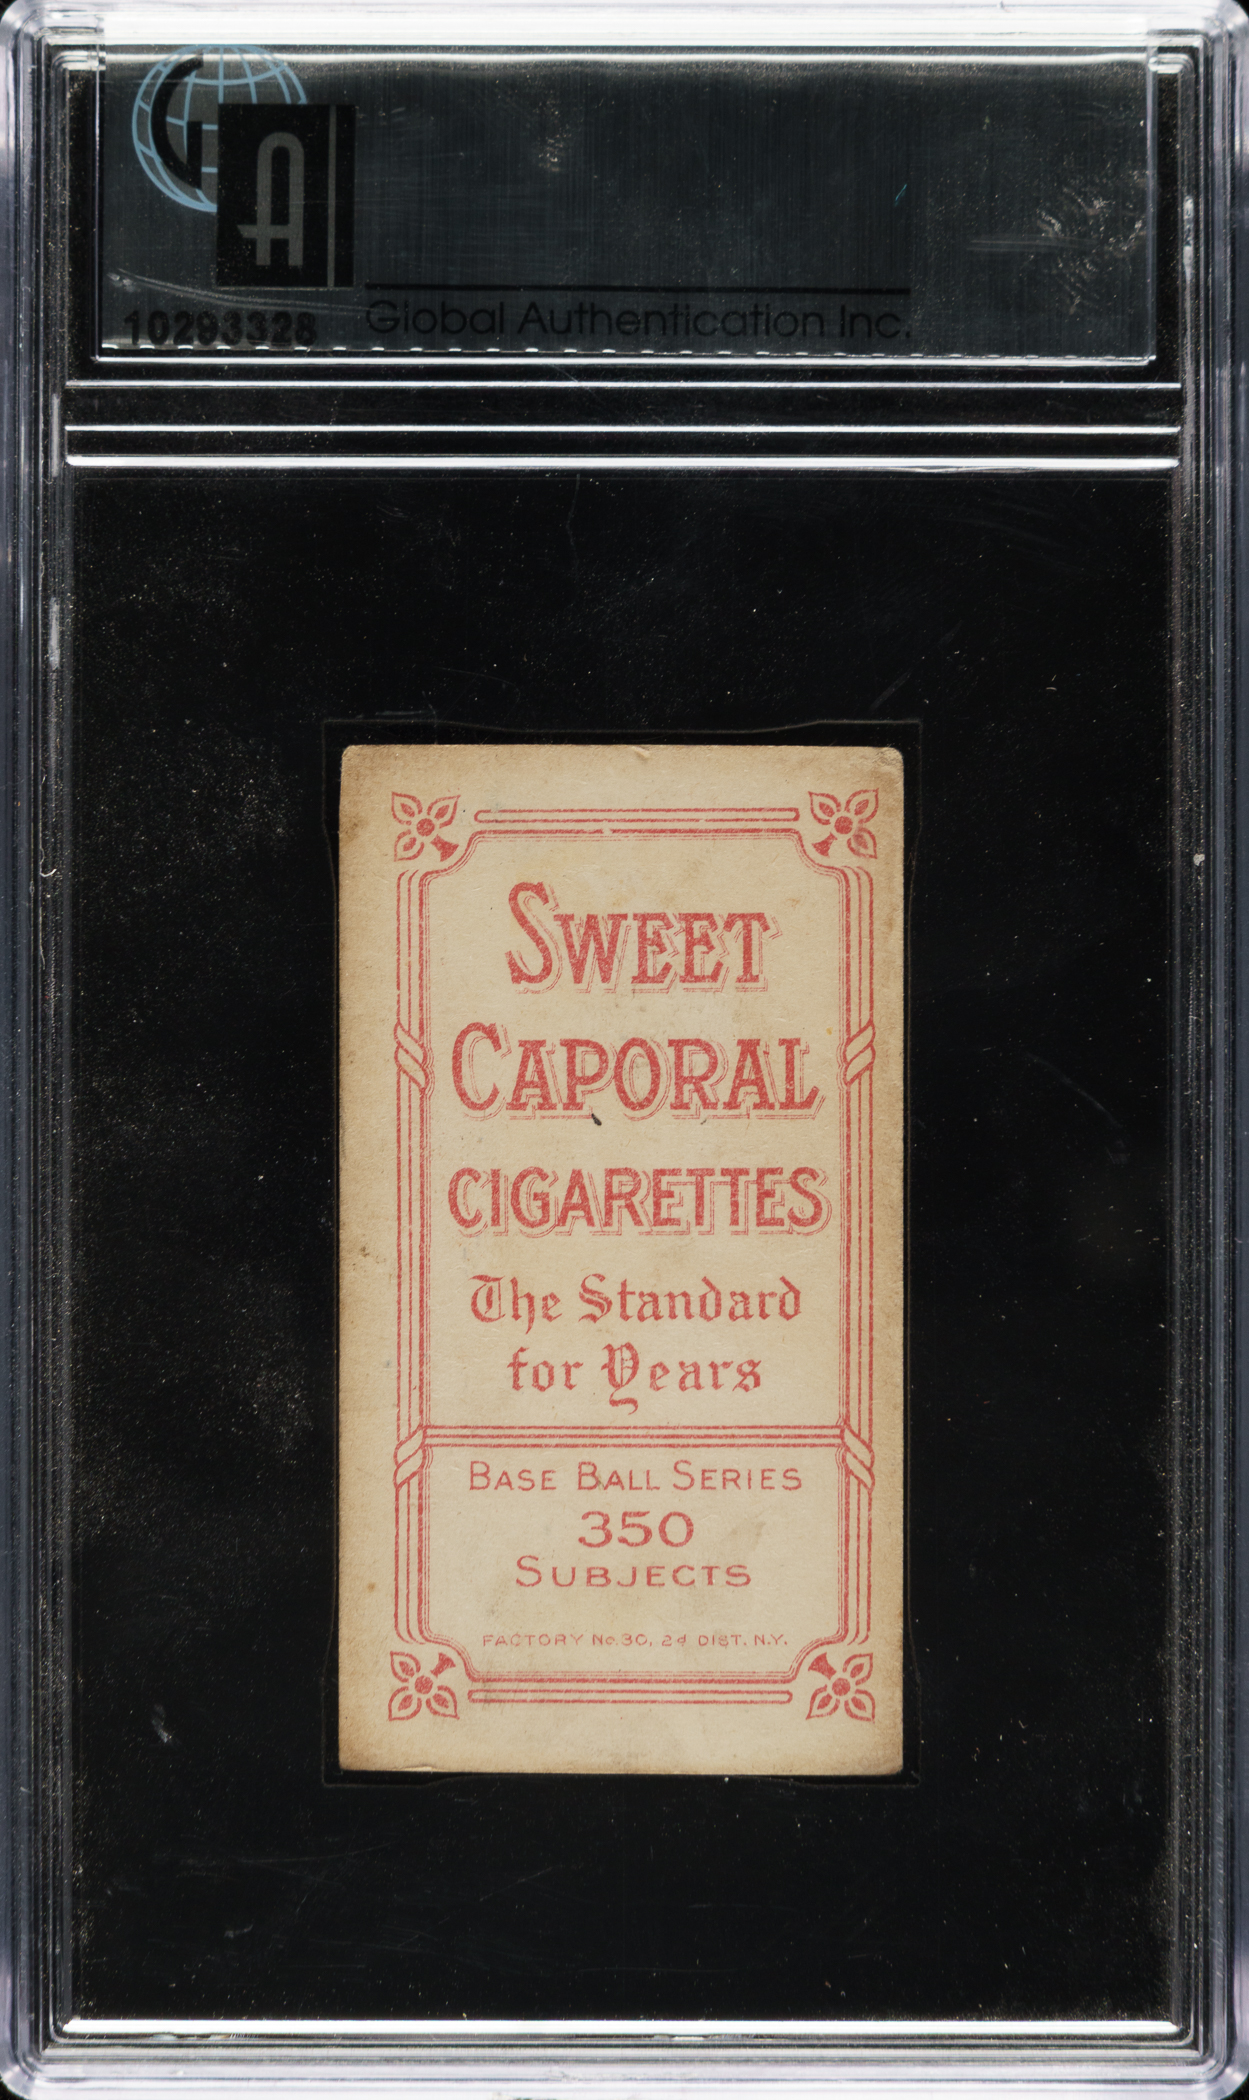 GA
10293328
Global Authentication Inc.
SWEET
CAPORAL
CIGARETTES
The Standard
for Years
BASE BALL SERIES
350
SUBJECTS
FACTORY No. 30, 2d DIST. N.Y.